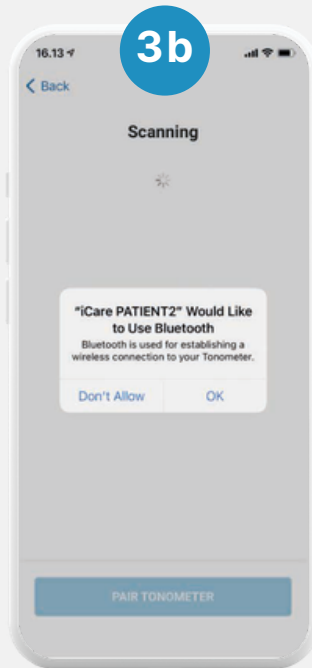 3b
16.13
Back
Scanning
"iCare PATIENT2" Would Like
to Use Bluetooth
Bluetooth is used for establishing a
wireless connection to your Tonometer.
Don't Allow OK
PAIR TONOMETER